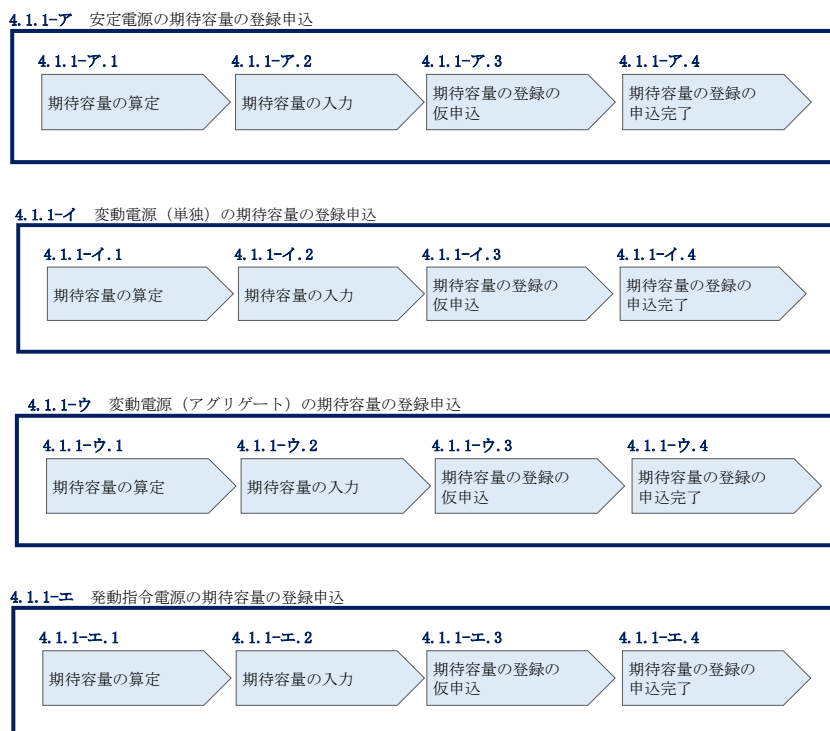 4.1.1-ア 安定電源の期待容量の登録申込
4.1.1-ア.1 4.1.1-ア.2 4.1.1-ア.3 4.1.1-ア.4
期待容量の算定
期待容量の入力
期待容量の登録の
仮申込
期待容量の登録の
申込完了
4.1.1-イ 変動電源（単独）の期待容量の登録申込
4.1.1-イ.1 4.1.1-イ.2 4.1.1-イ.3 4.1.1-イ.4
期待容量の算定
期待容量の入力
期待容量の登録の
仮申込
期待容量の登録の
申込完了
4.1.1-ウ 変動電源（アグリゲート）の期待容量の登録申込
4.1.1-ウ.1 4.1.1-ウ.2 4.1.1-ウ.3 4.1.1-ウ.4
期待容量の算定
期待容量の入力
期待容量の登録の
仮申込
期待容量の登録の
申込完了
4.1.1-エ 発動指令電源の期待容量の登録申込
4.1.1-エ.1 4.1.1-エ.2 4.1.1-エ.3 4.1.1-エ.4
期待容量の算定
期待容量の入力
期待容量の登録の
仮申込
期待容量の登録の
申込完了